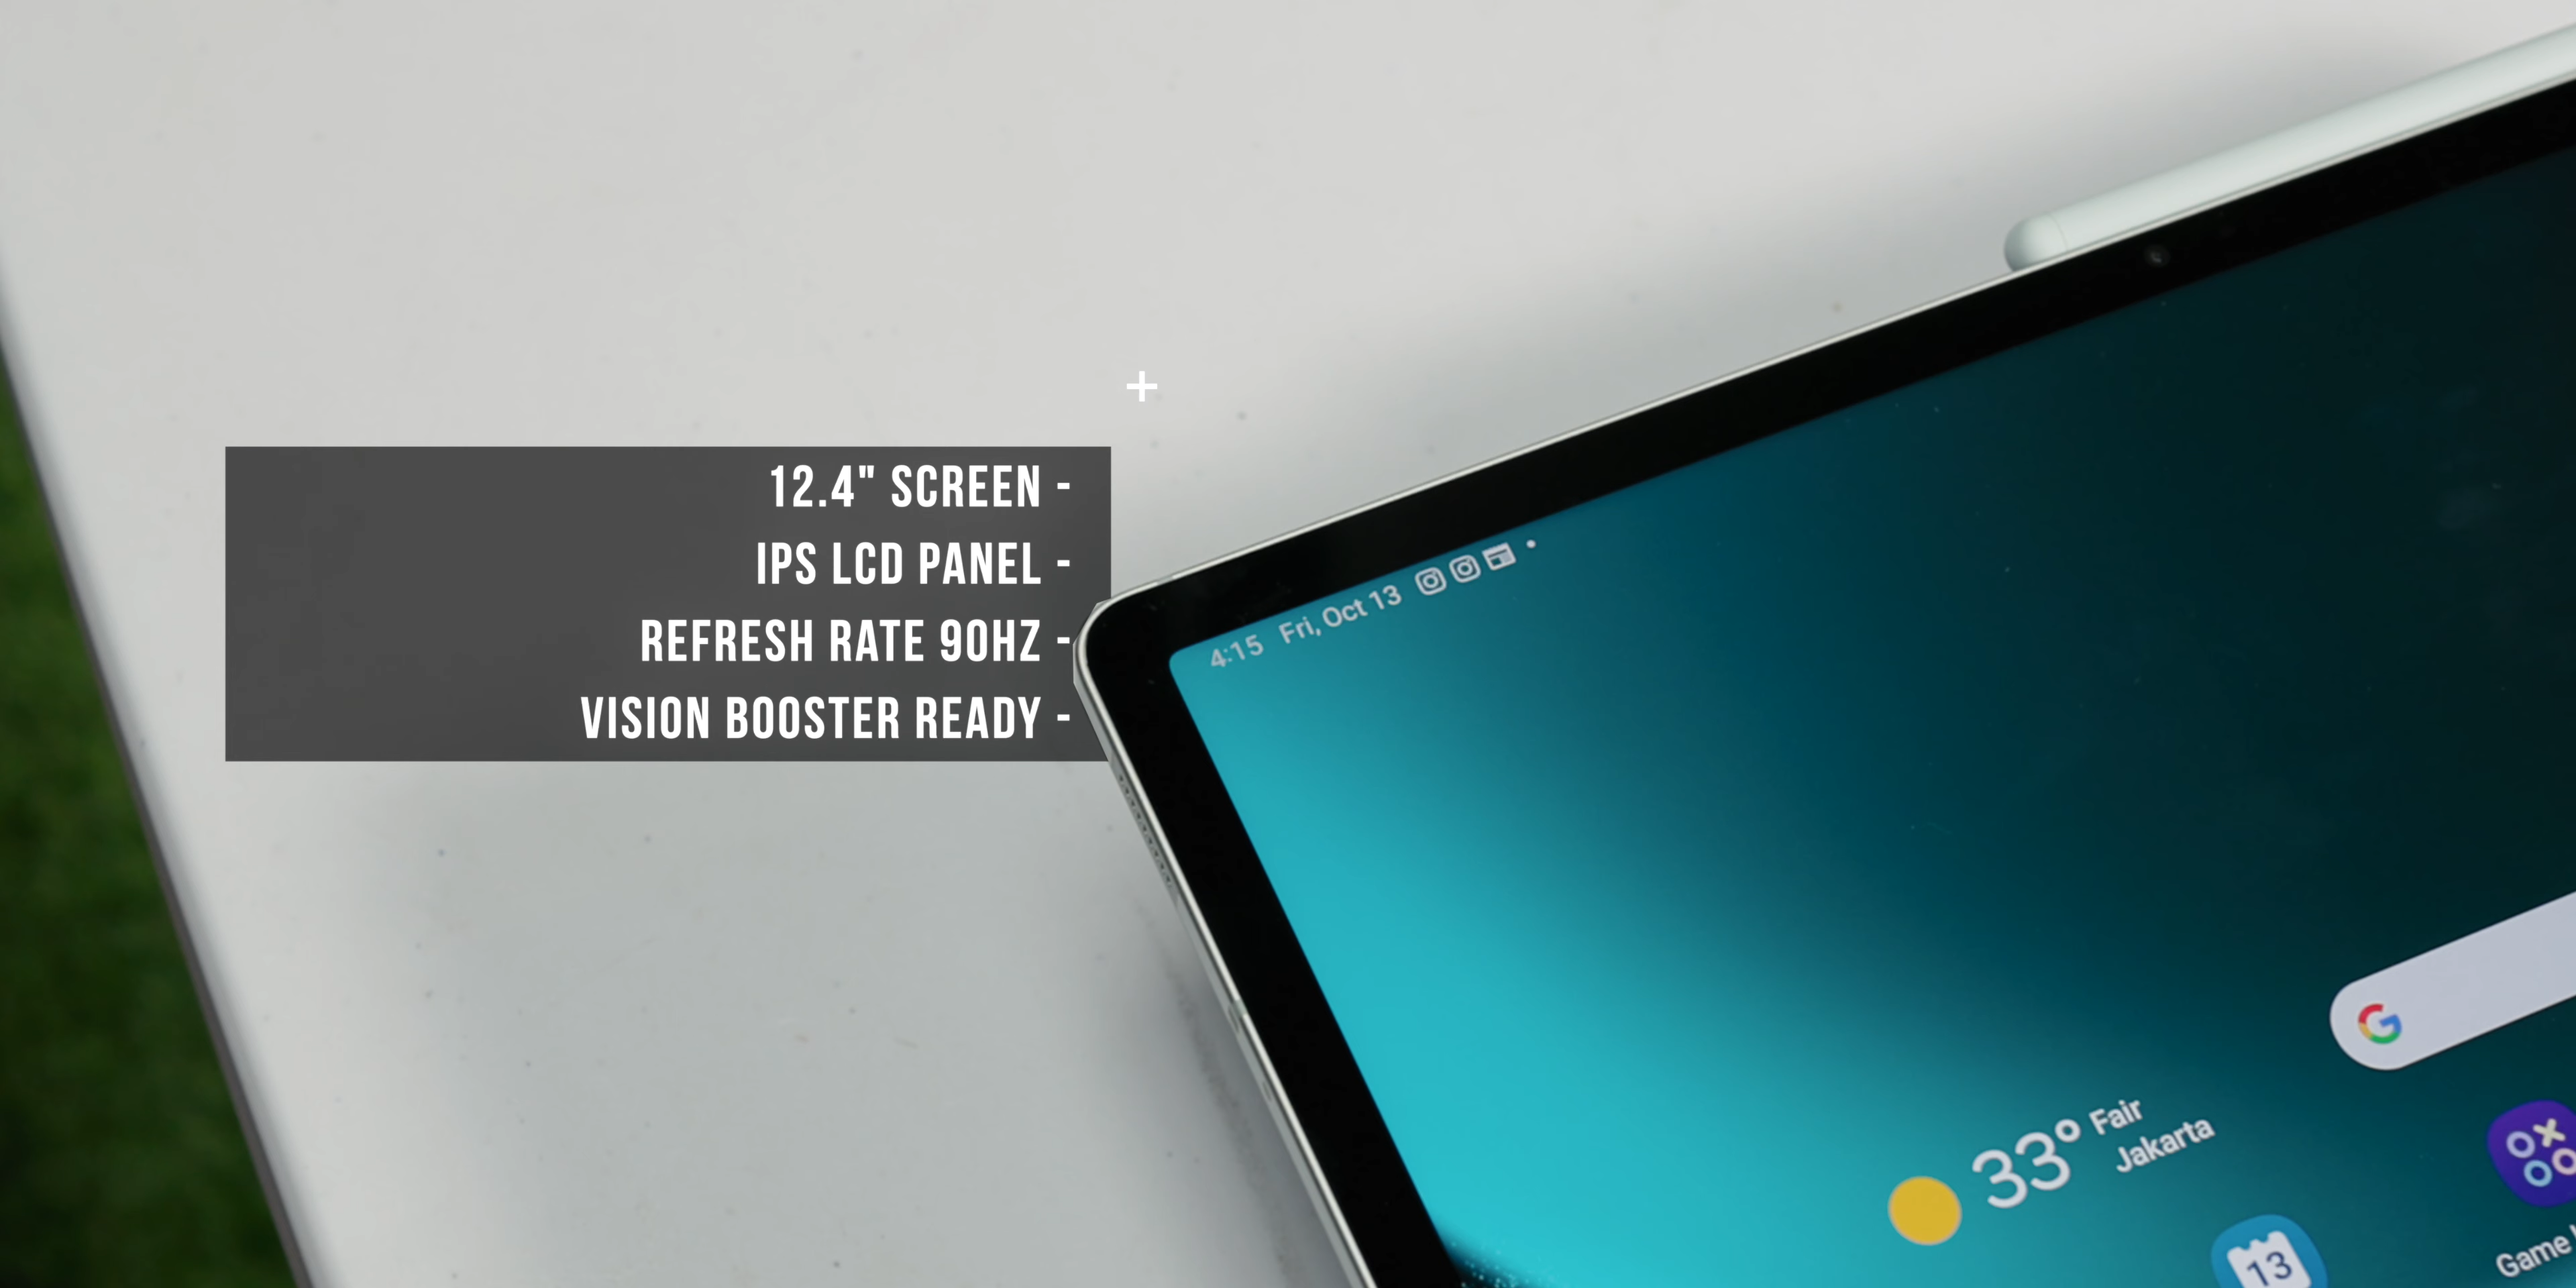 12.4" SCREEN -
IPS LCD PANEL -
REFRESH RATE 90HZ -
VISION BOOSTER READY -
4:15 Fri, Oct 13
33° Fair
Jakarta
13
Game